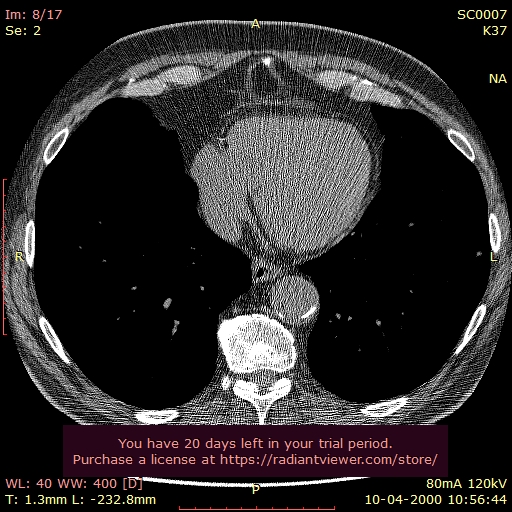 Im: 8/17
Se: 2
A
SC0007
K37
NA
R
L
You have 20 days left in your trial period.
Purchase a license at https://radiantviewer.com/store/
WL: 40 WW: 400 [D]
T: 1.3mm L: -232.8mm
P
80mA 120kV
10-04-2000 10:56:44